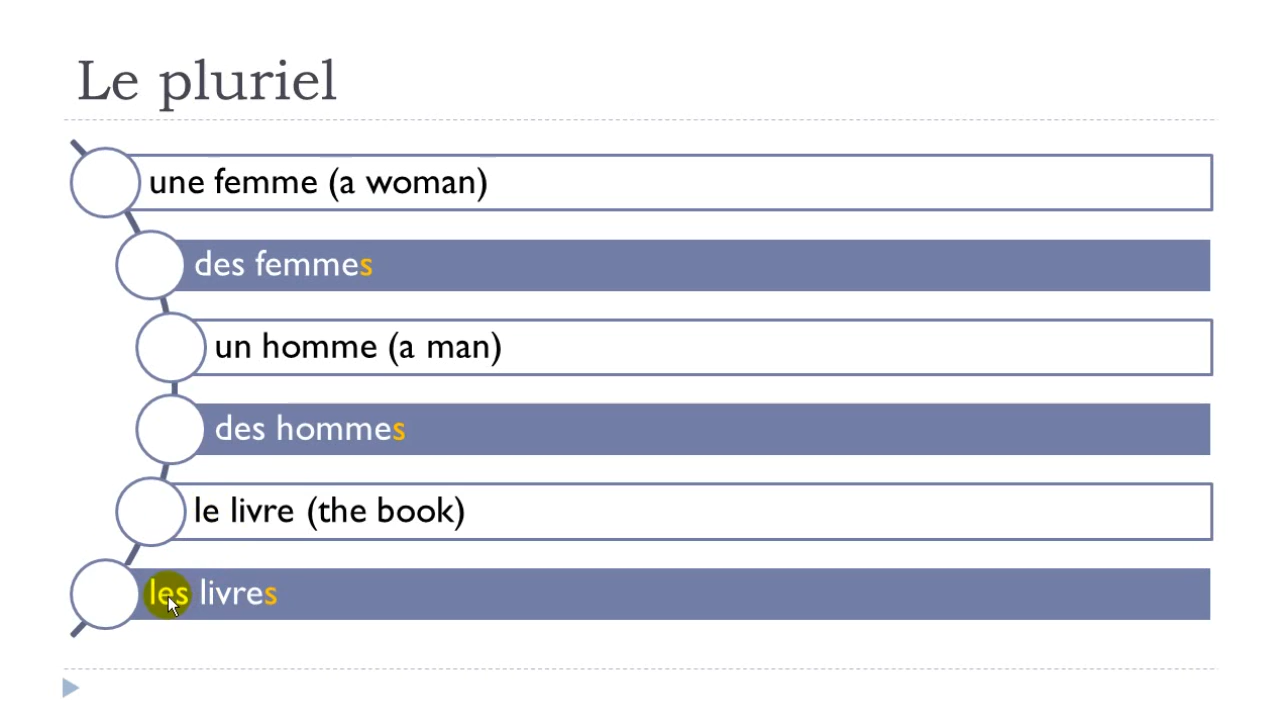 Le pluriel
une femme (a woman)
des femmes
un homme (a man)
des hommes
le livre (the book)
les livres